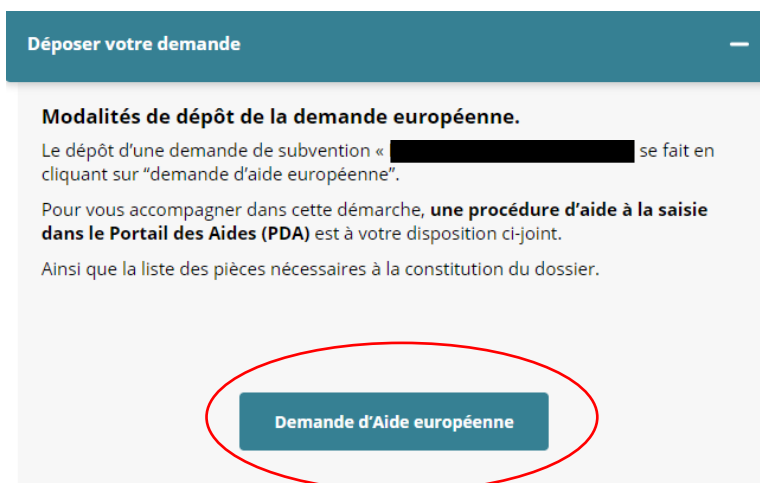 Déposer votre demande
Modalités de dépôt de la demande européenne.
Le dépôt d’une demande de subvention « se fait en
cliquant sur “demande d’aide européenne”.
Pour vous accompagner dans cette démarche, une procédure d’aide à la saisie
dans le Portail des Aides (PDA) est à votre disposition ci-joint.
Ainsi que la liste des pièces nécessaires à la constitution du dossier.
Demande d’Aide européenne